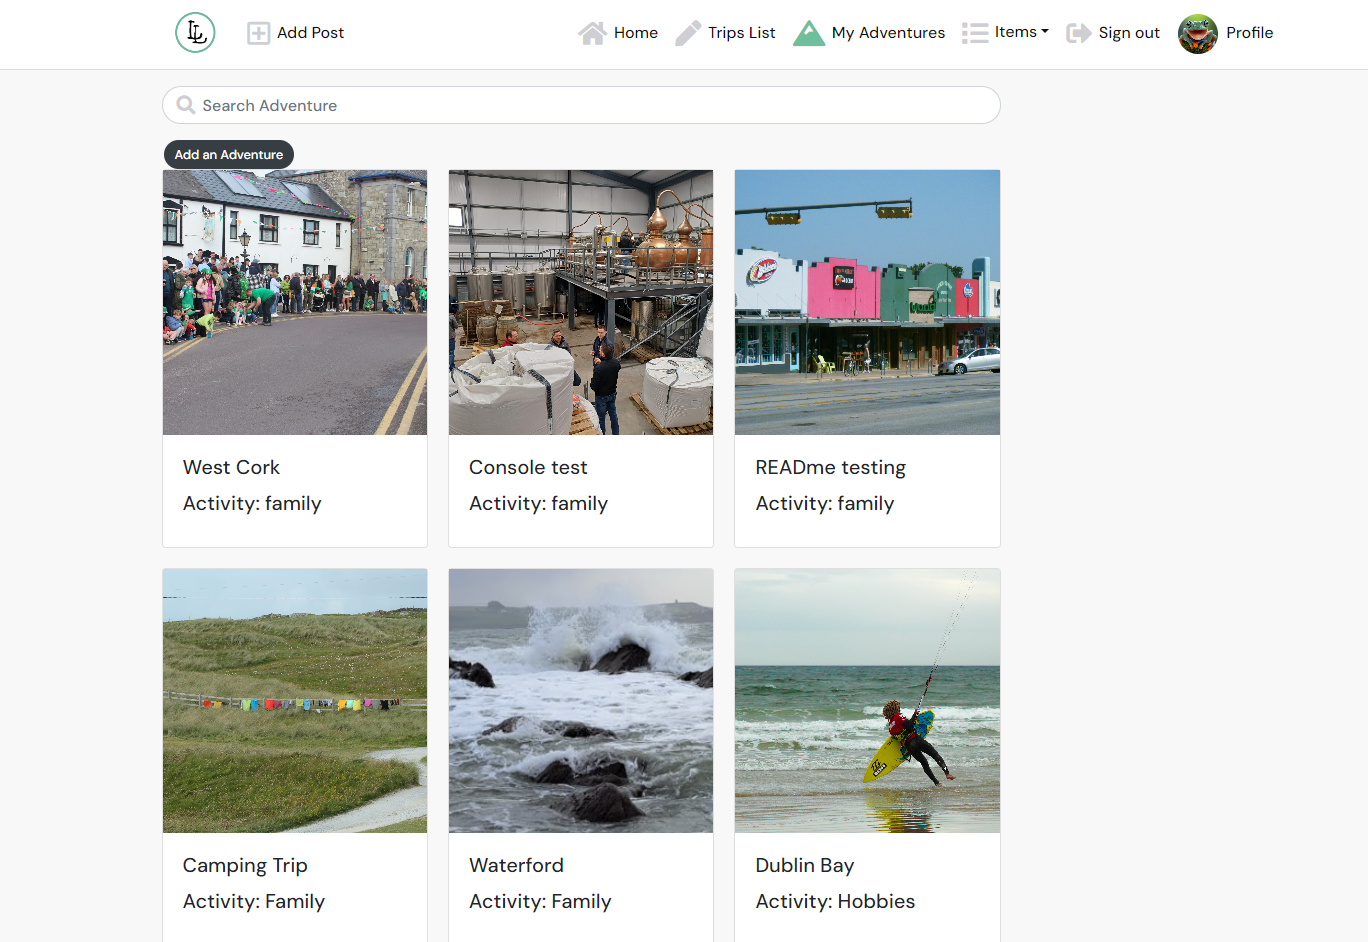 LL
Add Post
Home
Trips List
My Adventures
Items
Sign out
Profile
Search Adventure
Add an Adventure
West Cork
Activity: family
Console test
Activity: family
READme testing
Activity: family
Camping Trip
Activity: Family
Waterford
Activity: Family
Dublin Bay
Activity: Hobbies